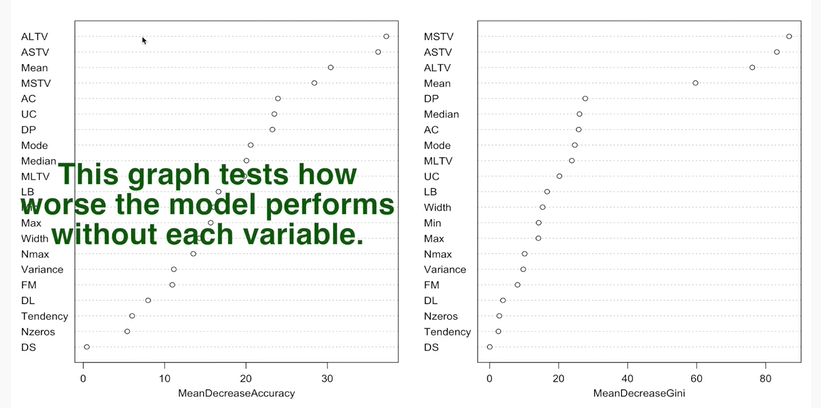 ALTV
ASTV
Mean
MSTV
AC
UC
DP
Mode
Median
MLTV
LB
Max
Width
Nmax
Variance
FM
DL
Tendency
Nzeros
DS
0 10 20 30
MeanDecreaseAccuracy
This graph tests how
worse the model performs
without each variable.
MSTV
ASTV
ALTV
Mean
DP
Median
AC
Mode
MLTV
UC
LB
Width
Min
Max
Nmax
Variance
FM
DL
Nzeros
Tendency
DS
0 20 40 60 80
MeanDecreaseGini